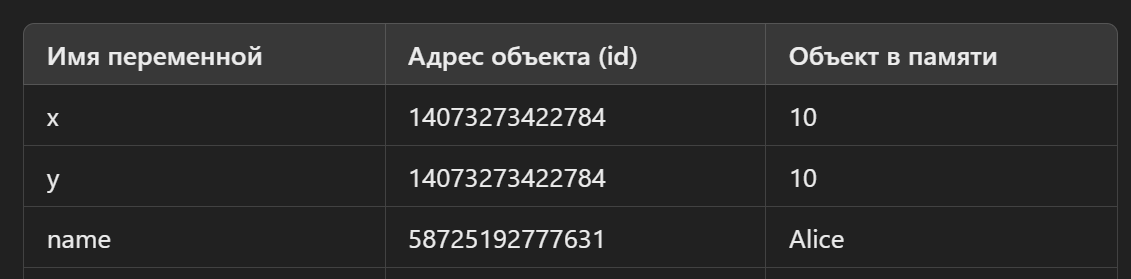 Имя переменной Адрес объекта (id) Объект в памяти
x 14073273422784 10
y 14073273422784 10
name 58725192777631 Alice